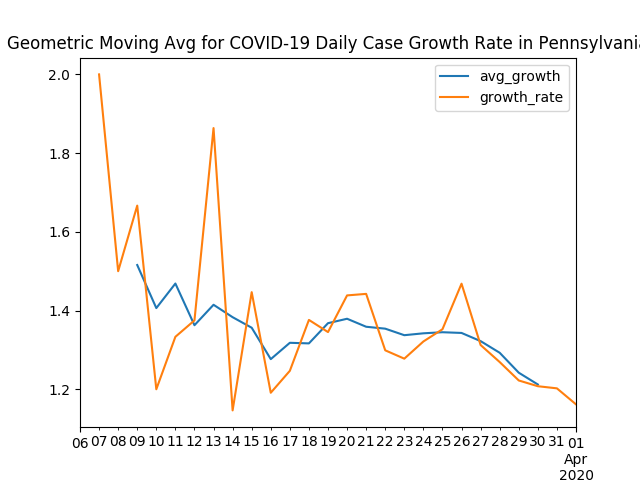 Geometric Moving Avg for COVID-19 Daily Case Growth Rate in Pennsylvania
avg_growth
growth_rate
2.0
1.8
1.6
1.4
1.2
06 07 08 09 10 11 12 13 14 15 16 17 18 19 20 21 22 23 24 25 26 27 28 29 30 31 01
Apr
2020